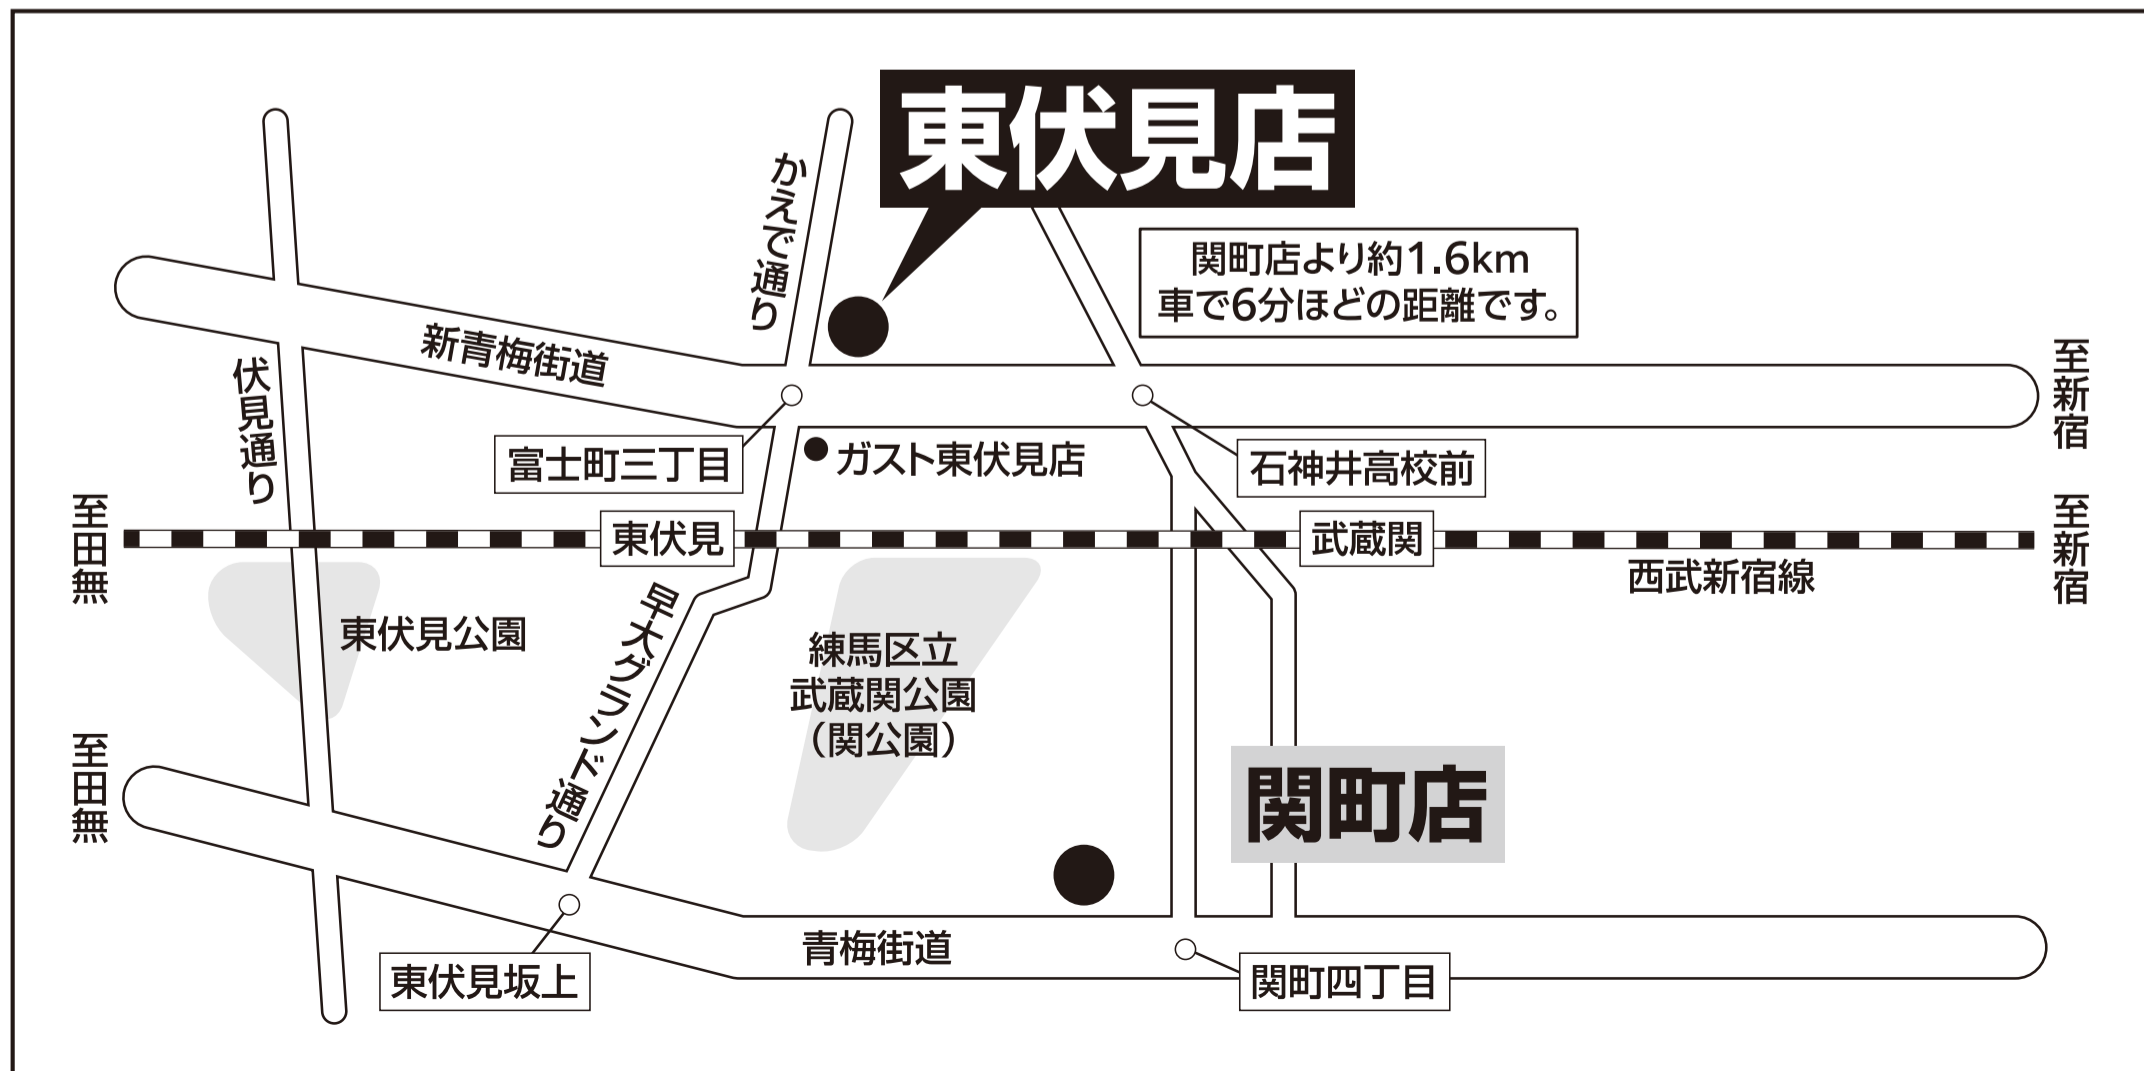 東伏見店
かえで通り
関町店より約1.6km
車で6分ほどの距離です。
新青梅街道
至新宿
伏見通り
富士町三丁目
ガスト東伏見店
石神井高校前
至田無
東伏見
武蔵関
至新宿
西武新宿線
東伏見公園
早大グランド通り
練馬区立
武蔵関公園
（関公園）
至田無
関町店
青梅街道
東伏見坂上
関町四丁目